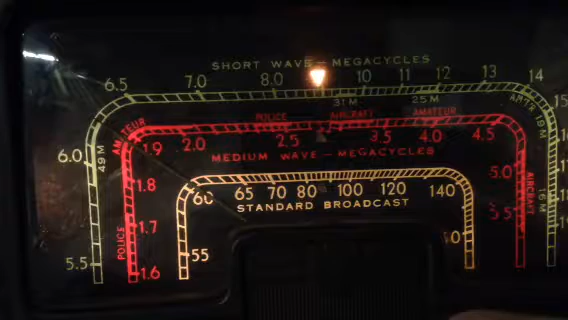 SHORT WAVE — MEGACYCLES
6.5 7.0 8.0 10 11 12 13 14
31 M 25 M 19 M
15
6.0
49 M
5.5
AMATEUR POLICE AIRCRAFT AMATEUR
1.9 2.0 2.5 3.5 4.0 4.5
MEDIUM WAVE — MEGACYCLES
1.8 5.0
AIRCRAFT
16 M
1.7
POLICE
1.6
60 65 70 80 100 120 140
STANDARD BROADCAST
55